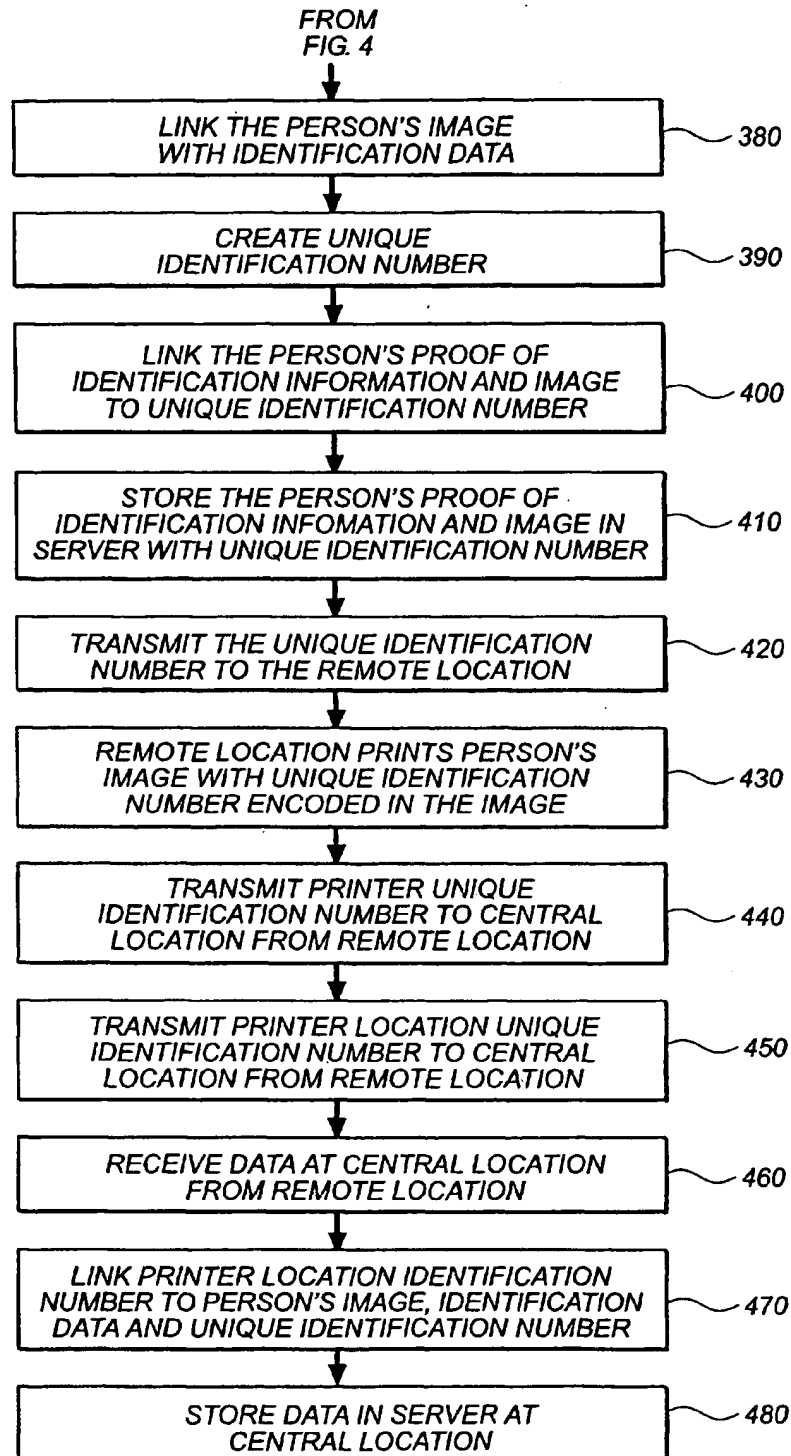 FROM
FIG. 4
LINK THE PERSON'S IMAGE
WITH IDENTIFICATION DATA
380
CREATE UNIQUE
IDENTIFICATION NUMBER
390
LINK THE PERSON'S PROOF OF
IDENTIFICATION INFORMATION AND IMAGE
TO UNIQUE IDENTIFICATION NUMBER
400
STORE THE PERSON'S PROOF OF
IDENTIFICATION INFOMATION AND IMAGE IN
SERVER WITH UNIQUE IDENTIFICATION NUMBER
410
TRANSMIT THE UNIQUE IDENTIFICATION
NUMBER TO THE REMOTE LOCATION
420
REMOTE LOCATION PRINTS PERSON'S
IMAGE WITH UNIQUE IDENTIFICATION
NUMBER ENCODED IN THE IMAGE
430
TRANSMIT PRINTER UNIQUE
IDENTIFICATION NUMBER TO CENTRAL
LOCATION FROM REMOTE LOCATION
440
TRANSMIT PRINTER LOCATION UNIQUE
IDENTIFICATION NUMBER TO CENTRAL
LOCATION FROM REMOTE LOCATION
450
RECEIVE DATA AT CENTRAL LOCATION
FROM REMOTE LOCATION
460
LINK PRINTER LOCATION IDENTIFICATION
NUMBER TO PERSON'S IMAGE, IDENTIFICATION
DATA AND UNIQUE IDENTIFICATION NUMBER
470
STORE DATA IN SERVER AT
CENTRAL LOCATION
480